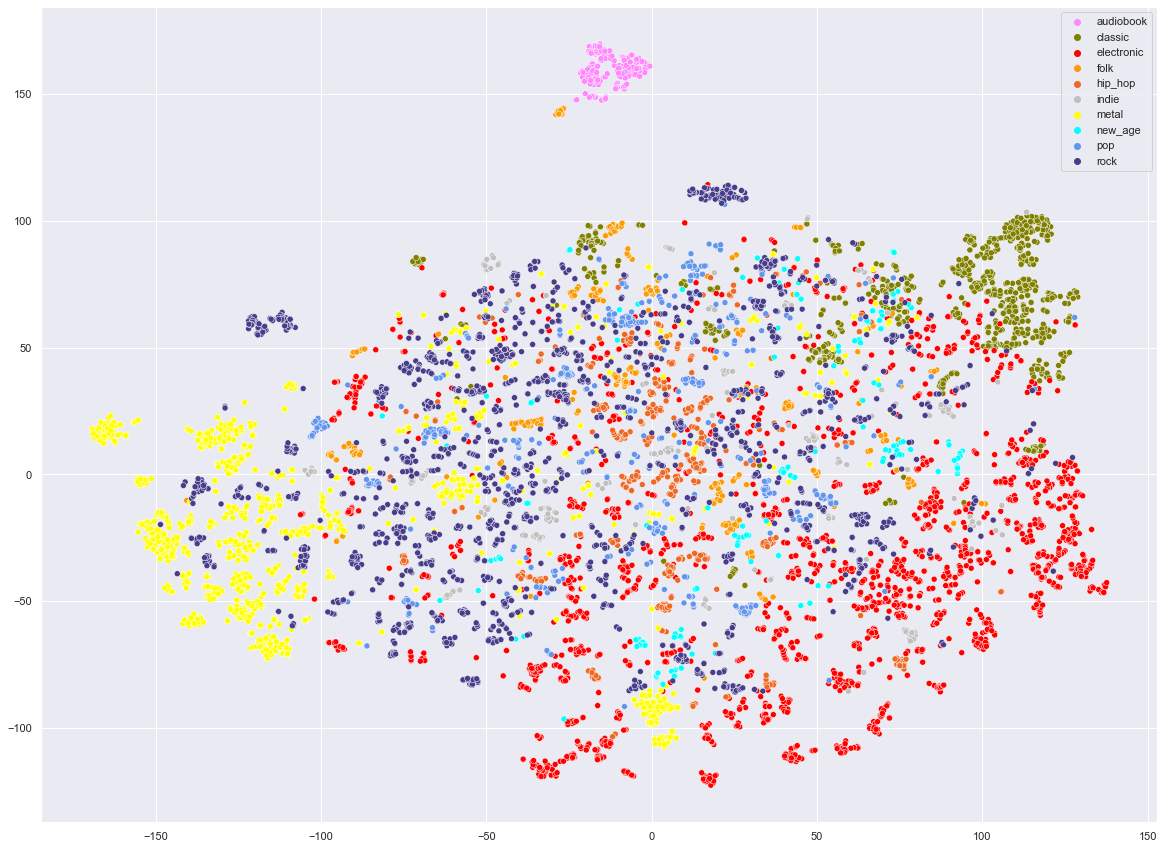 audiobook
classic
electronic
folk
hip_hop
indie
metal
new_age
pop
rock
150
100
50
0
−50
−100
−150 −100 −50 0 50 100 150